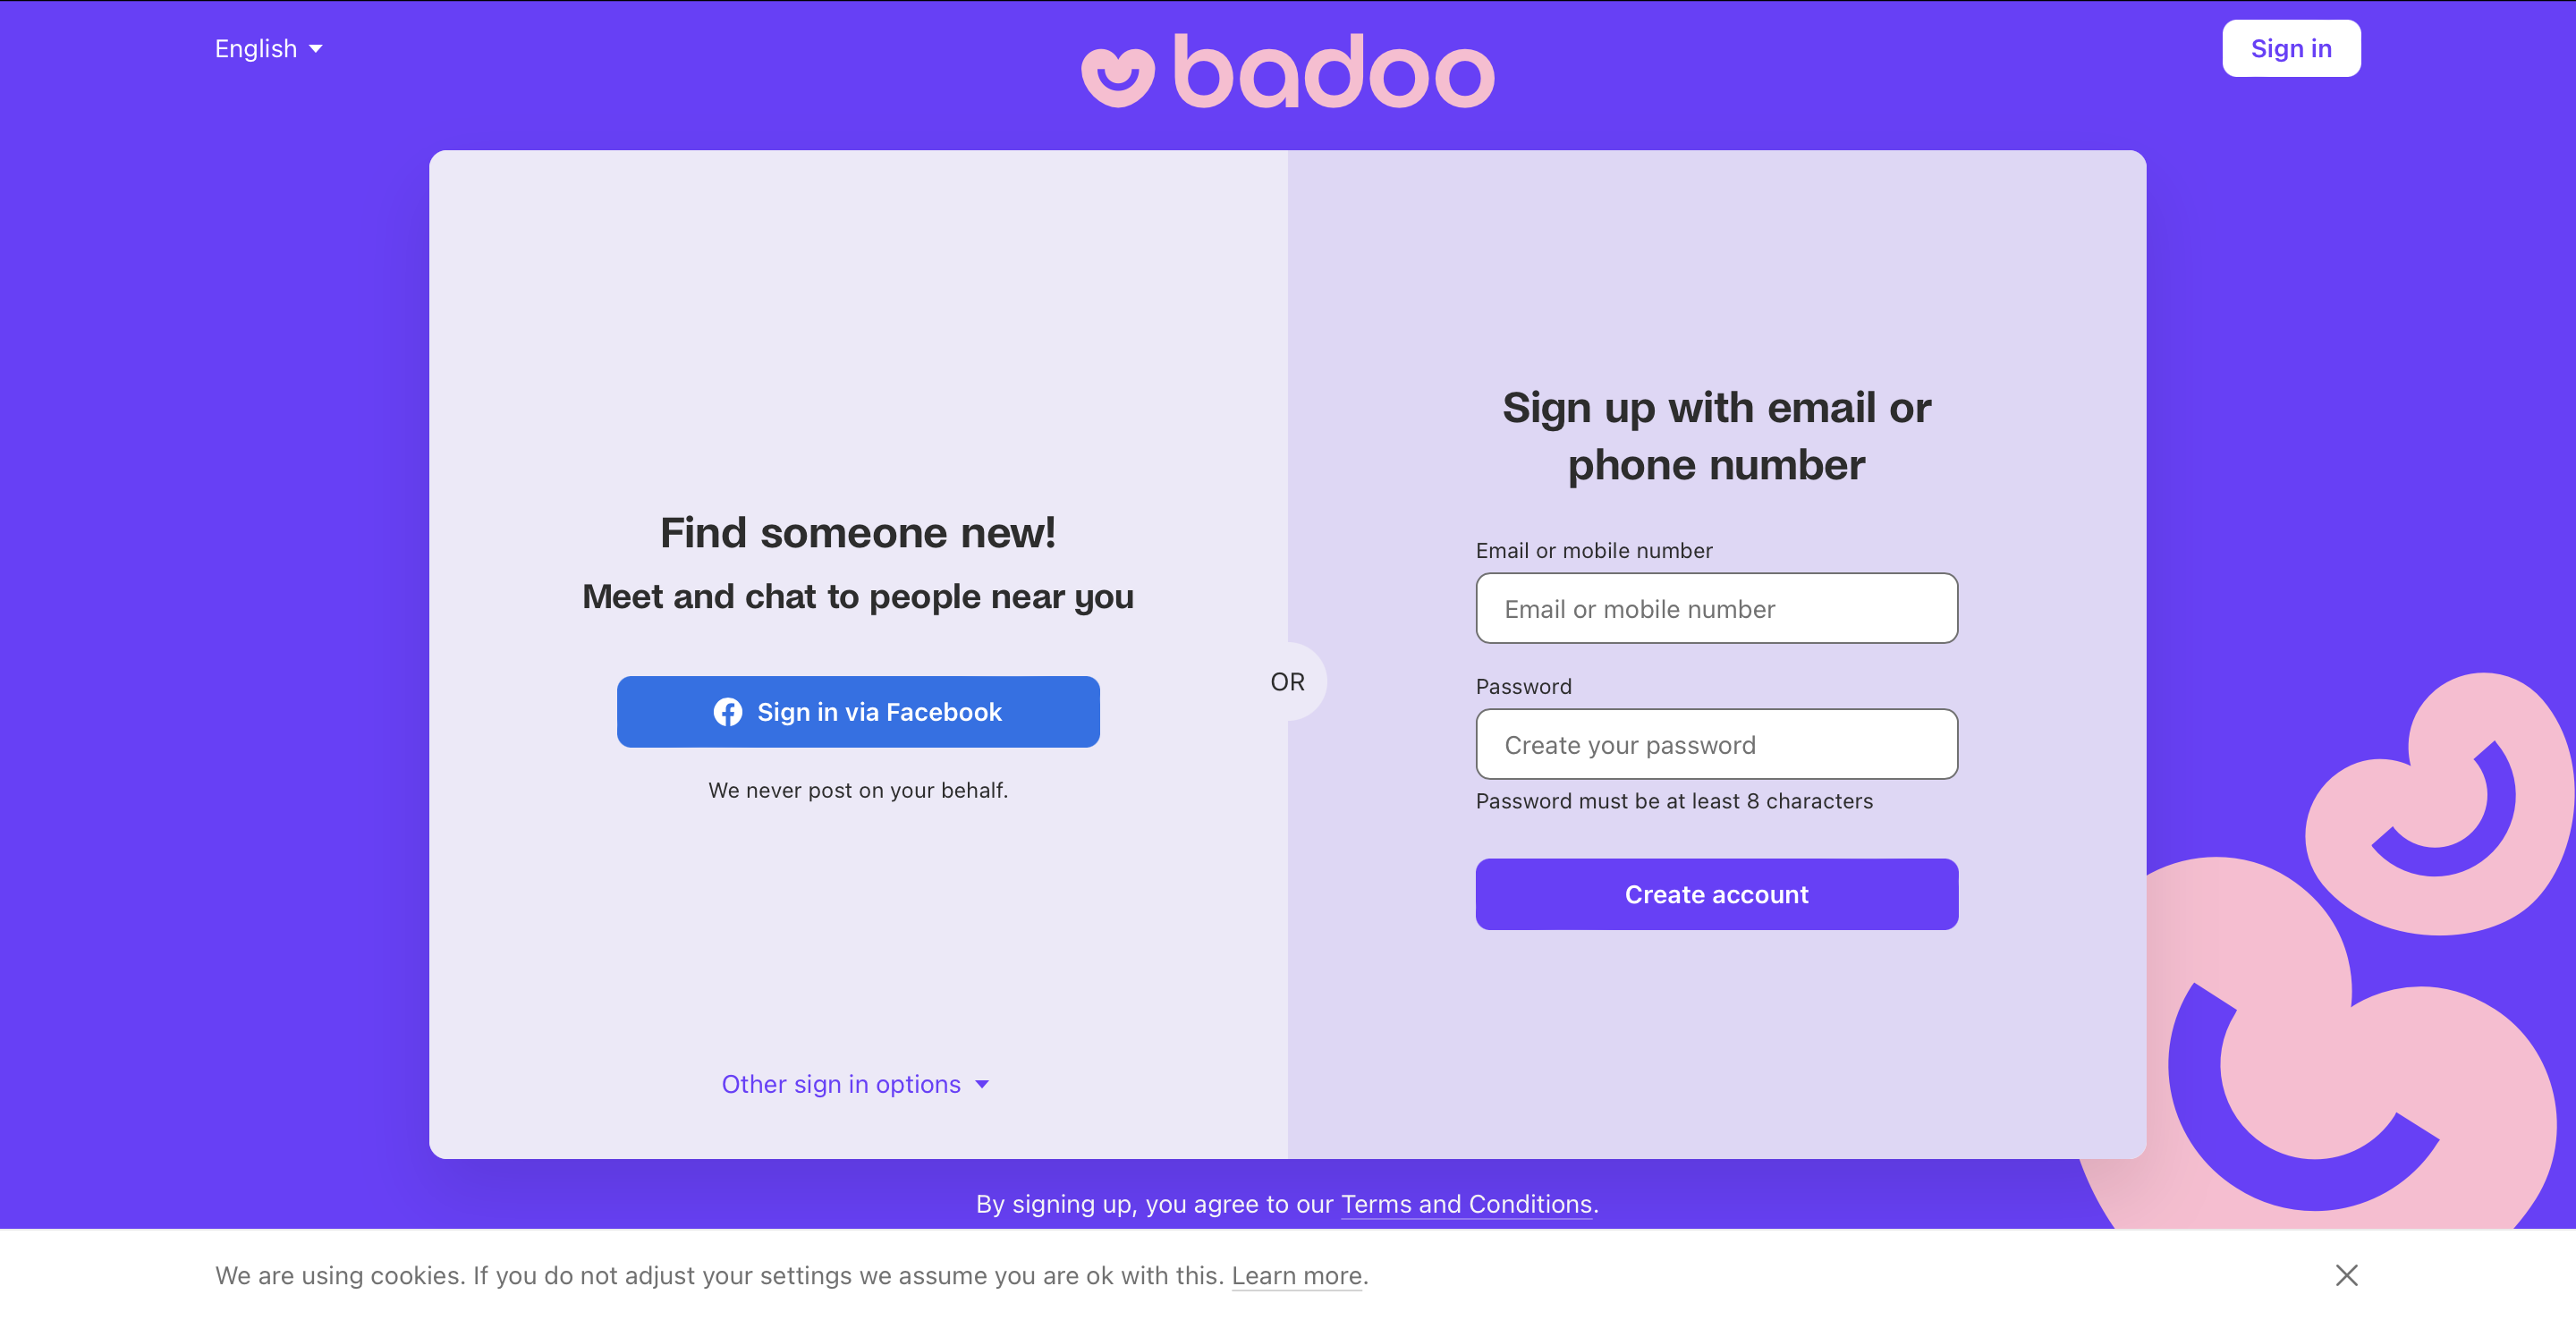 English
badoo
Sign in
Find someone new!
Meet and chat to people near you
Sign in via Facebook
We never post on your behalf.
Other sign in options
OR
Sign up with email or
phone number
Email or mobile number
Email or mobile number
Password
Create your password
Password must be at least 8 characters
Create account
By signing up, you agree to our Terms and Conditions.
We are using cookies. If you do not adjust your settings we assume you are ok with this. Learn more.